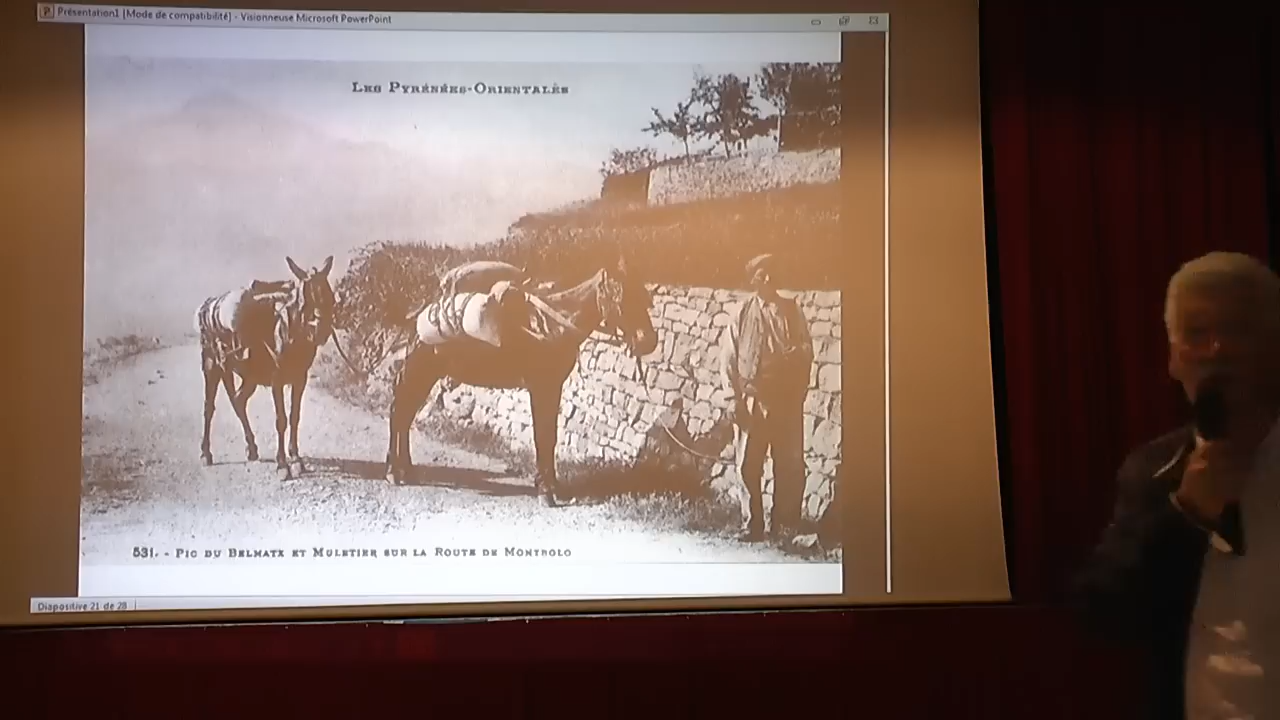 Présentation1 [Mode de compatibilité] - Visionneuse Microsoft PowerPoint
LES PYRÉNÉES-ORIENTALES
531. - PIC DU BELMATX ET MULETIER SUR LA ROUTE DE MONTBOLO
Diapositive 21 de 28